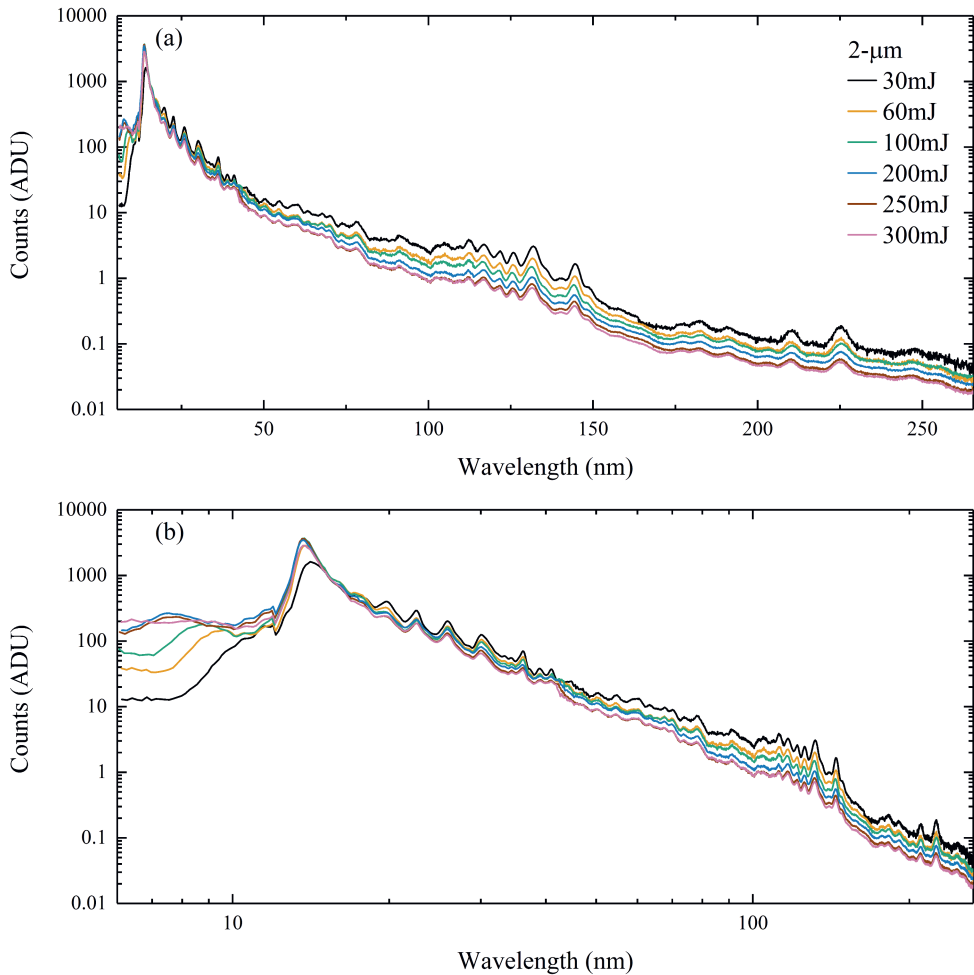 10000
1000
100
10
1
0.1
0.01
Counts (ADU)
(a)
2-μm
30mJ
60mJ
100mJ
200mJ
250mJ
300mJ
50 100 150 200 250
Wavelength (nm)
10000
1000
100
10
1
0.1
0.01
Counts (ADU)
(b)
10 100
Wavelength (nm)